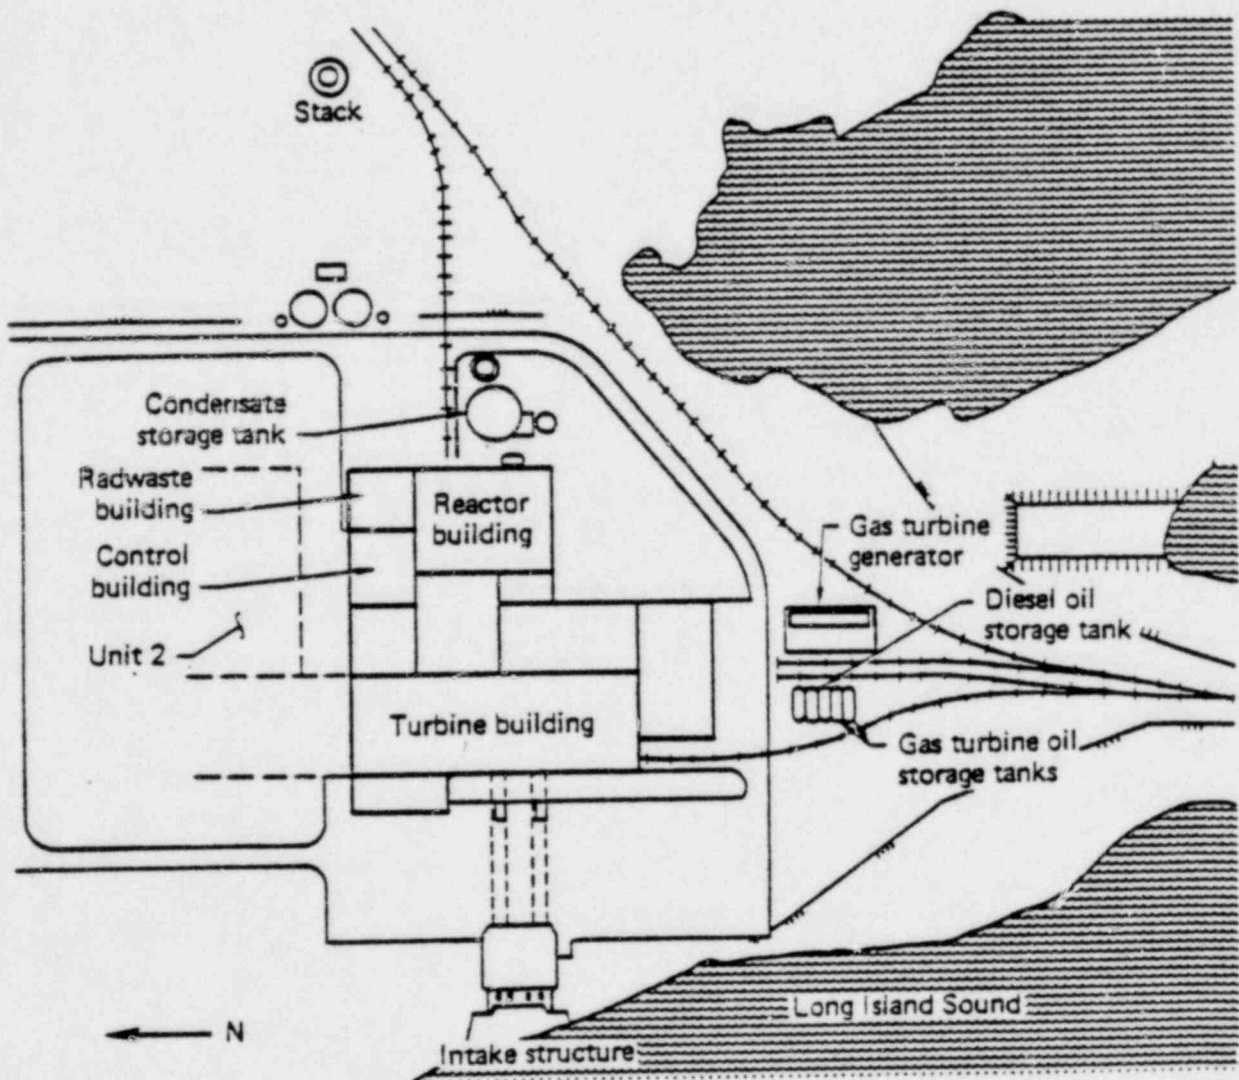 Stack
Condensate
storage tank
Radwaste
building
Reactor
building
Control
building
Gas turbine
generator
Diesel oil
storage tank
Unit 2
Turbine building
Gas turbine oil
storage tanks
Long Island Sound
N
Intake structure